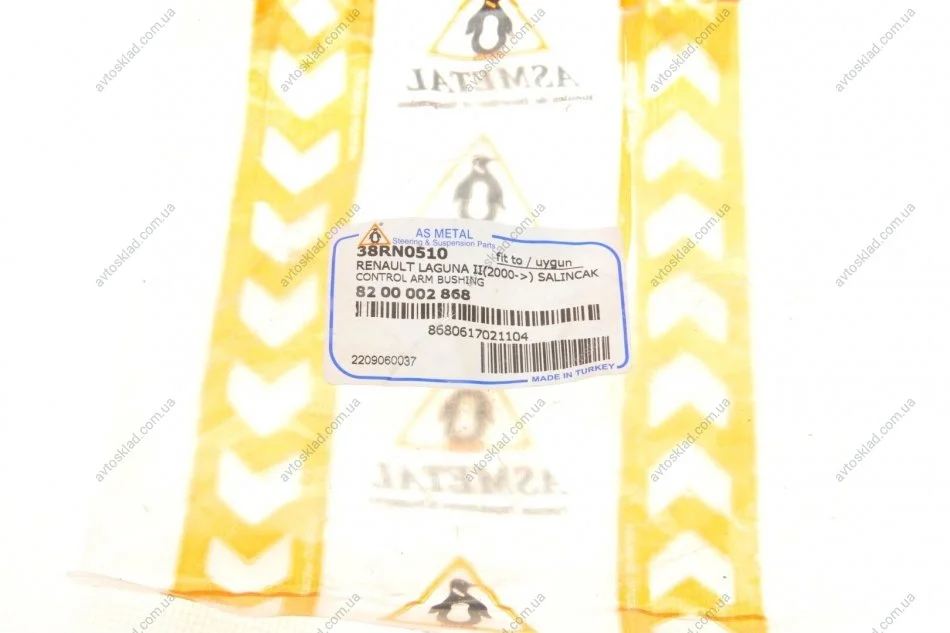 ASMETAL
AS METAL
Steering & Suspension Parts
38RN0510
fit to / uygun
RENAULT LAGUNA II(2000->) SALINCAK
CONTROL ARM BUSHING
82 00 002 868
8680617021104
2209060037
MADE IN TURKEY
ASMETAL
avtosklad.com.ua